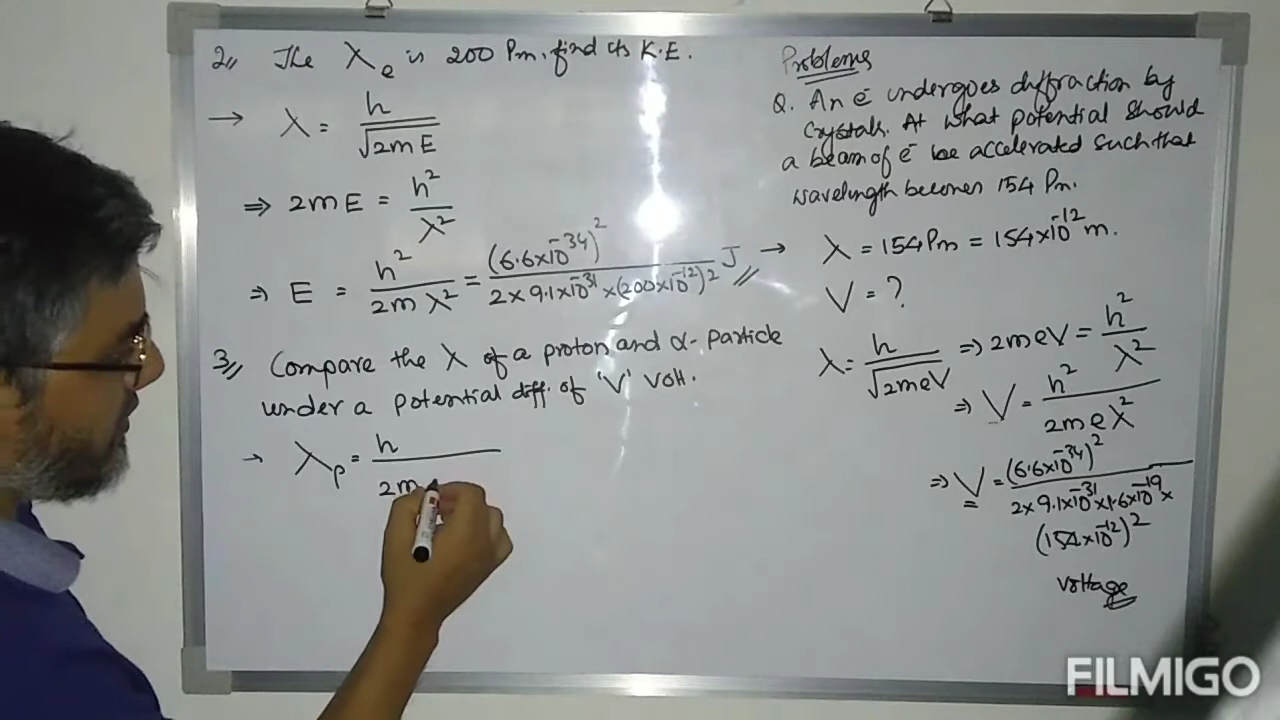 2,, The λe is 200 Pm. find its K.E.
→ λ = h / √2mE
⇒ 2mE = h² / λ²
⇒ E = h² / 2mλ² = (6.6×10⁻³⁴)² / 2×9.1×10⁻³¹×(200×10⁻¹²)² J
3,, Compare the λ of a proton and α-Particle
under a potential diff. of 'V' Volt.
→ λp = h / 2m
Problems
Q. An e⁻ undergoes diffraction by
Crystals. At what potential should
a beam of e⁻ be accelerated such that
wavelength becomes 154 Pm.
→ λ = 154 Pm = 154×10⁻¹² m.
V = ?
λ = h / √2meV ⇒ 2meV = h² / λ²
⇒ V = h² / 2meλ²
⇒ V = (6.6×10⁻³⁴)² / 2×9.1×10⁻³¹×1.6×10⁻¹⁹×
(154×10⁻¹²)²
Voltage
FILMIGO